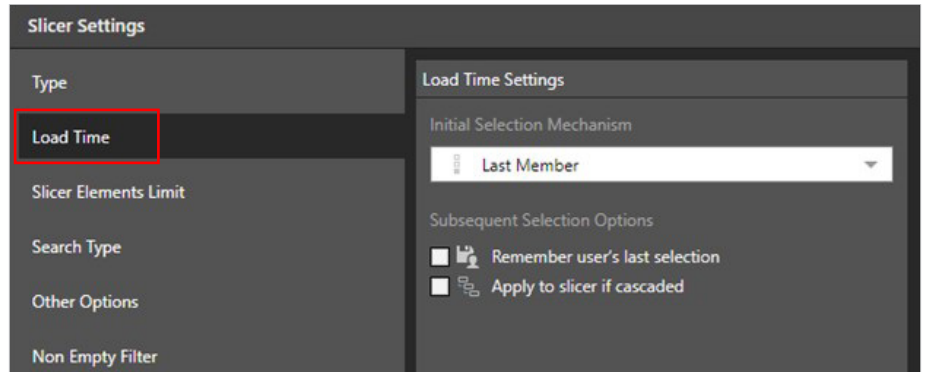 Slicer Settings
Type
Load Time
Slicer Elements Limit
Search Type
Other Options
Non Empty Filter
Load Time Settings
Initial Selection Mechanism
Last Member
Subsequent Selection Options
Remember user's last selection
Apply to slicer if cascaded